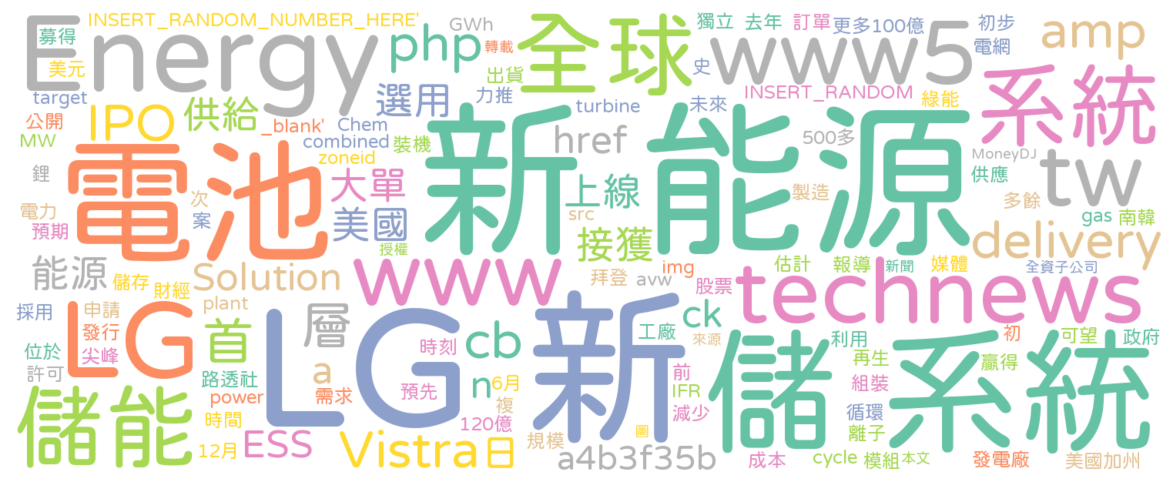 INSERT_RANDOM_NUMBER_HERE'
GWh
獨立
去年
訂單
更多100億
初步
募得
Energy
php
轉載
全球
www5
電網
amp
美元
出貨
史
系統
target
選用
力推
turbine
未來
INSERT_RANDOM
綠能
公開
IPO
供給
_blank'
Chem
新能源
500多
MW
combined
裝機
href
MoneyDJ
tw
鋰
電池
zoneid
大單
上線
供應
電力
次
製造
多餘
預期
案
美國
src
gas
南韓
接獲
delivery
授權
能源
儲存
財經
Solution
www
拜登
avw
img
估計
報導
新聞
媒體
全資子公司
股票
technews
採用
申請
plant
LG
發行
首
層
LG新
ck
工廠
來源
利用
初
可望
政府
位於
尖峰
cb
時刻
儲系統
再生
贏得
許可
路透社
a
n
6月
前
IFR
組裝
儲能
power
需求
預先
減少
時間
複
120億
循環
12月
ESS
Vistra
日
規模
圖
a4b3f35b
離子
成本
cycle
模組
本文
發電廠
美國加州